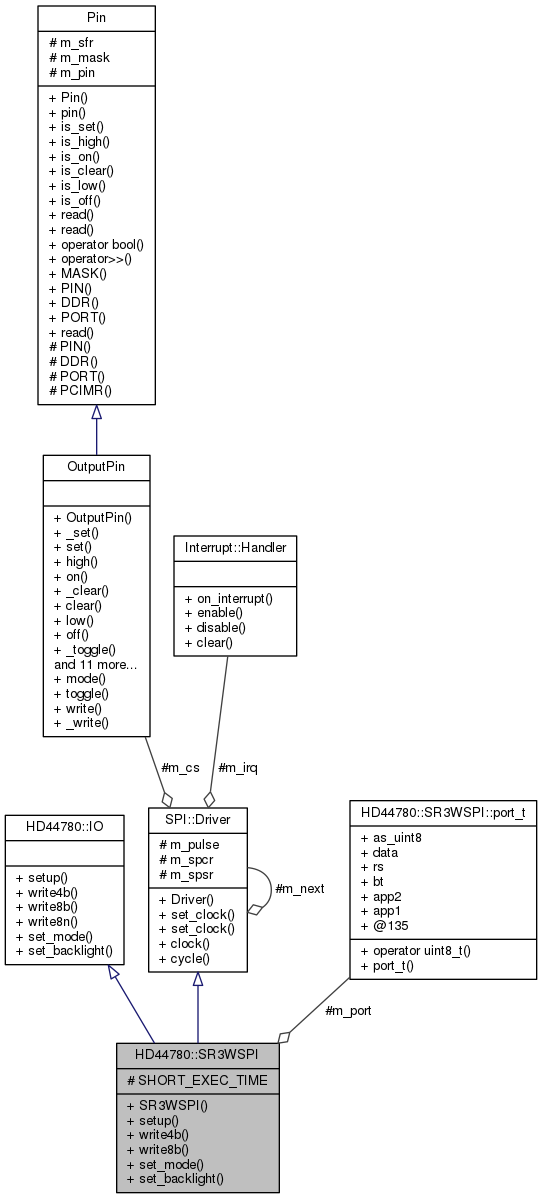 Pin
# m_sfr
# m_mask
# m_pin
+ Pin()
+ pin()
+ is_set()
+ is_high()
+ is_on()
+ is_clear()
+ is_low()
+ is_off()
+ read()
+ read()
+ operator bool()
+ operator>>()
+ MASK()
+ PIN()
+ DDR()
+ PORT()
+ read()
# PIN()
# DDR()
# PORT()
# PCIMR()
OutputPin
+ OutputPin()
+ _set()
+ set()
+ high()
+ on()
+ _clear()
+ clear()
+ low()
+ off()
+ _toggle()
and 11 more...
+ mode()
+ toggle()
+ write()
+ _write()
Interrupt::Handler
+ on_interrupt()
+ enable()
+ disable()
+ clear()
#m_cs
#m_irq
HD44780::IO
+ setup()
+ write4b()
+ write8b()
+ write8n()
+ set_mode()
+ set_backlight()
SPI::Driver
# m_pulse
# m_spcr
# m_spsr
+ Driver()
+ set_clock()
+ set_clock()
+ clock()
+ cycle()
#m_next
HD44780::SR3WSPI::port_t
+ as_uint8
+ data
+ rs
+ bt
+ app2
+ app1
+ @135
+ operator uint8_t()
+ port_t()
#m_port
HD44780::SR3WSPI
# SHORT_EXEC_TIME
+ SR3WSPI()
+ setup()
+ write4b()
+ write8b()
+ set_mode()
+ set_backlight()